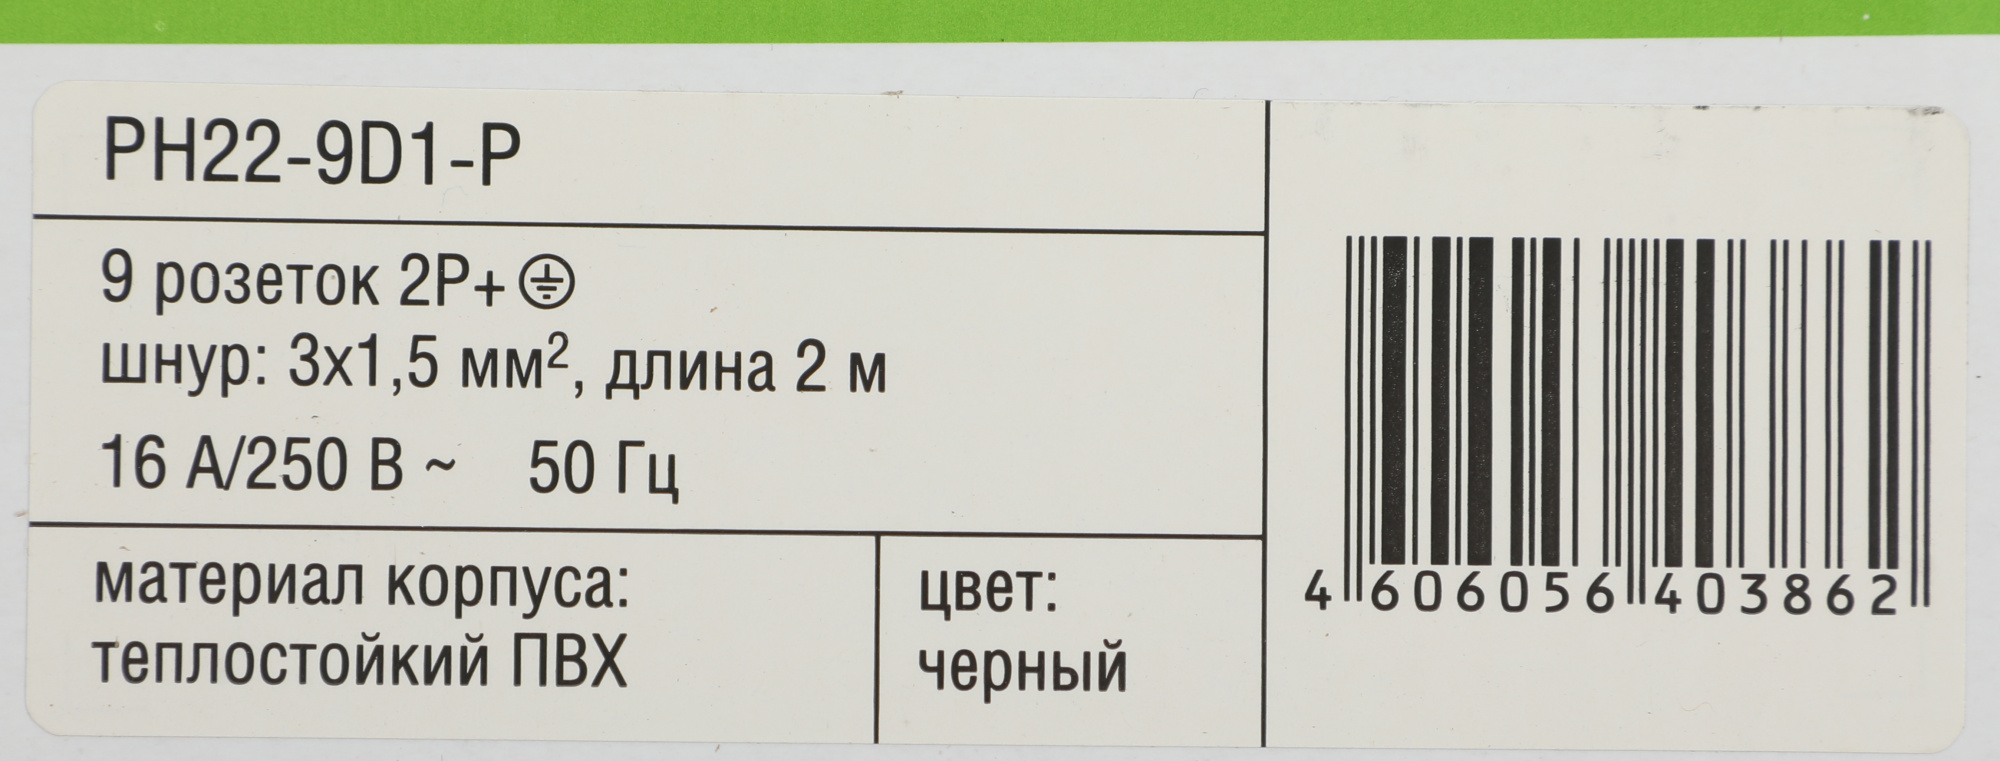 PH22-9D1-P
9 розеток 2P+⏚
шнур: 3x1,5 мм², длина 2 м
16 А/250 В ~ 50 Гц
материал корпуса:
теплостойкий ПВХ
цвет:
черный
4 606056 403862